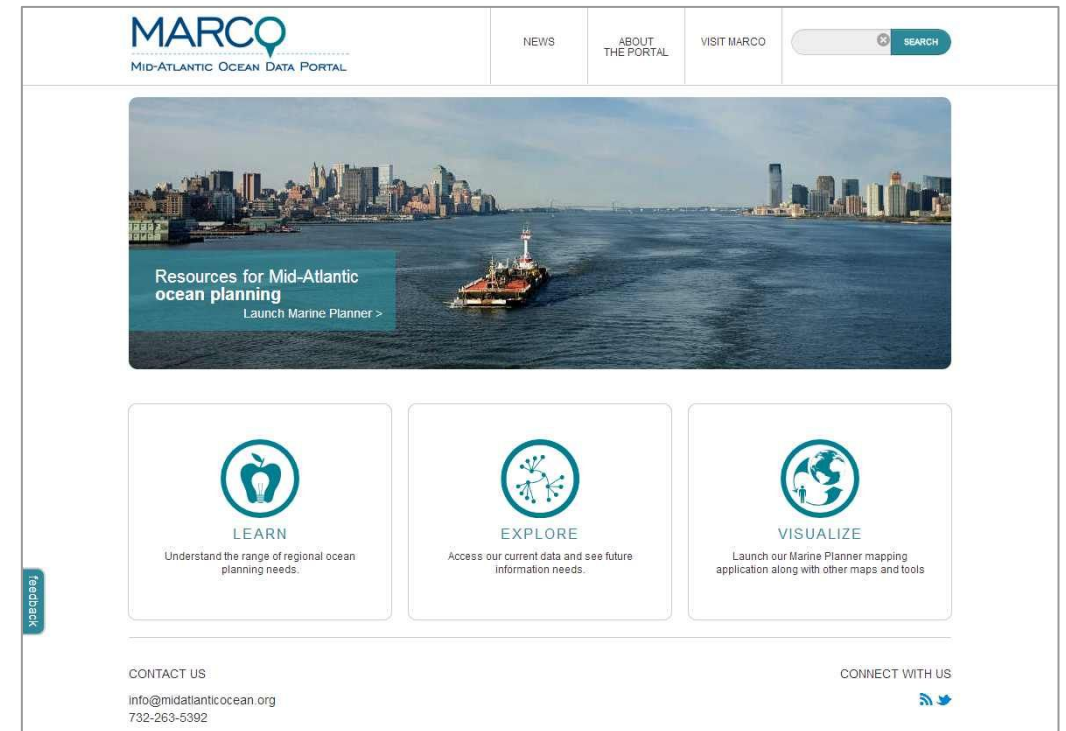 MARCO
MID-ATLANTIC OCEAN DATA PORTAL
NEWS
ABOUT
THE PORTAL
VISIT MARCO
SEARCH
Resources for Mid-Atlantic
ocean planning
Launch Marine Planner >
LEARN
Understand the range of regional ocean
planning needs.
EXPLORE
Access our current data and see future
information needs.
VISUALIZE
Launch our Marine Planner mapping
application along with other maps and tools
feedback
CONTACT US
info@midatlanticocean.org
732-263-5392
CONNECT WITH US